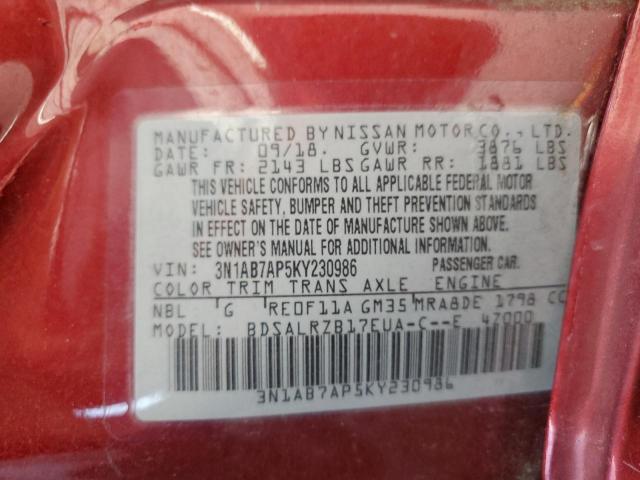 MANUFACTURED BY NISSAN MOTOR CO., LTD.
DATE: 09/18. GVWR: 3876 LBS
GAWR FR: 2143 LBS GAWR RR: 1881 LBS
THIS VEHICLE CONFORMS TO ALL APPLICABLE FEDERAL MOTOR
VEHICLE SAFETY, BUMPER AND THEFT PREVENTION STANDARDS
IN EFFECT ON THE DATE OF MANUFACTURE SHOWN ABOVE.
SEE OWNER'S MANUAL FOR ADDITIONAL INFORMATION.
VIN: 3N1AB7AP5KY230986 PASSENGER CAR.
COLOR TRIM TRANS AXLE ENGINE
NBL G RE0F11A GM35 MRA8DE 1798 CC
MODEL: BDSALRZB17EUA-C--E 47000
3N1AB7AP5KY230986